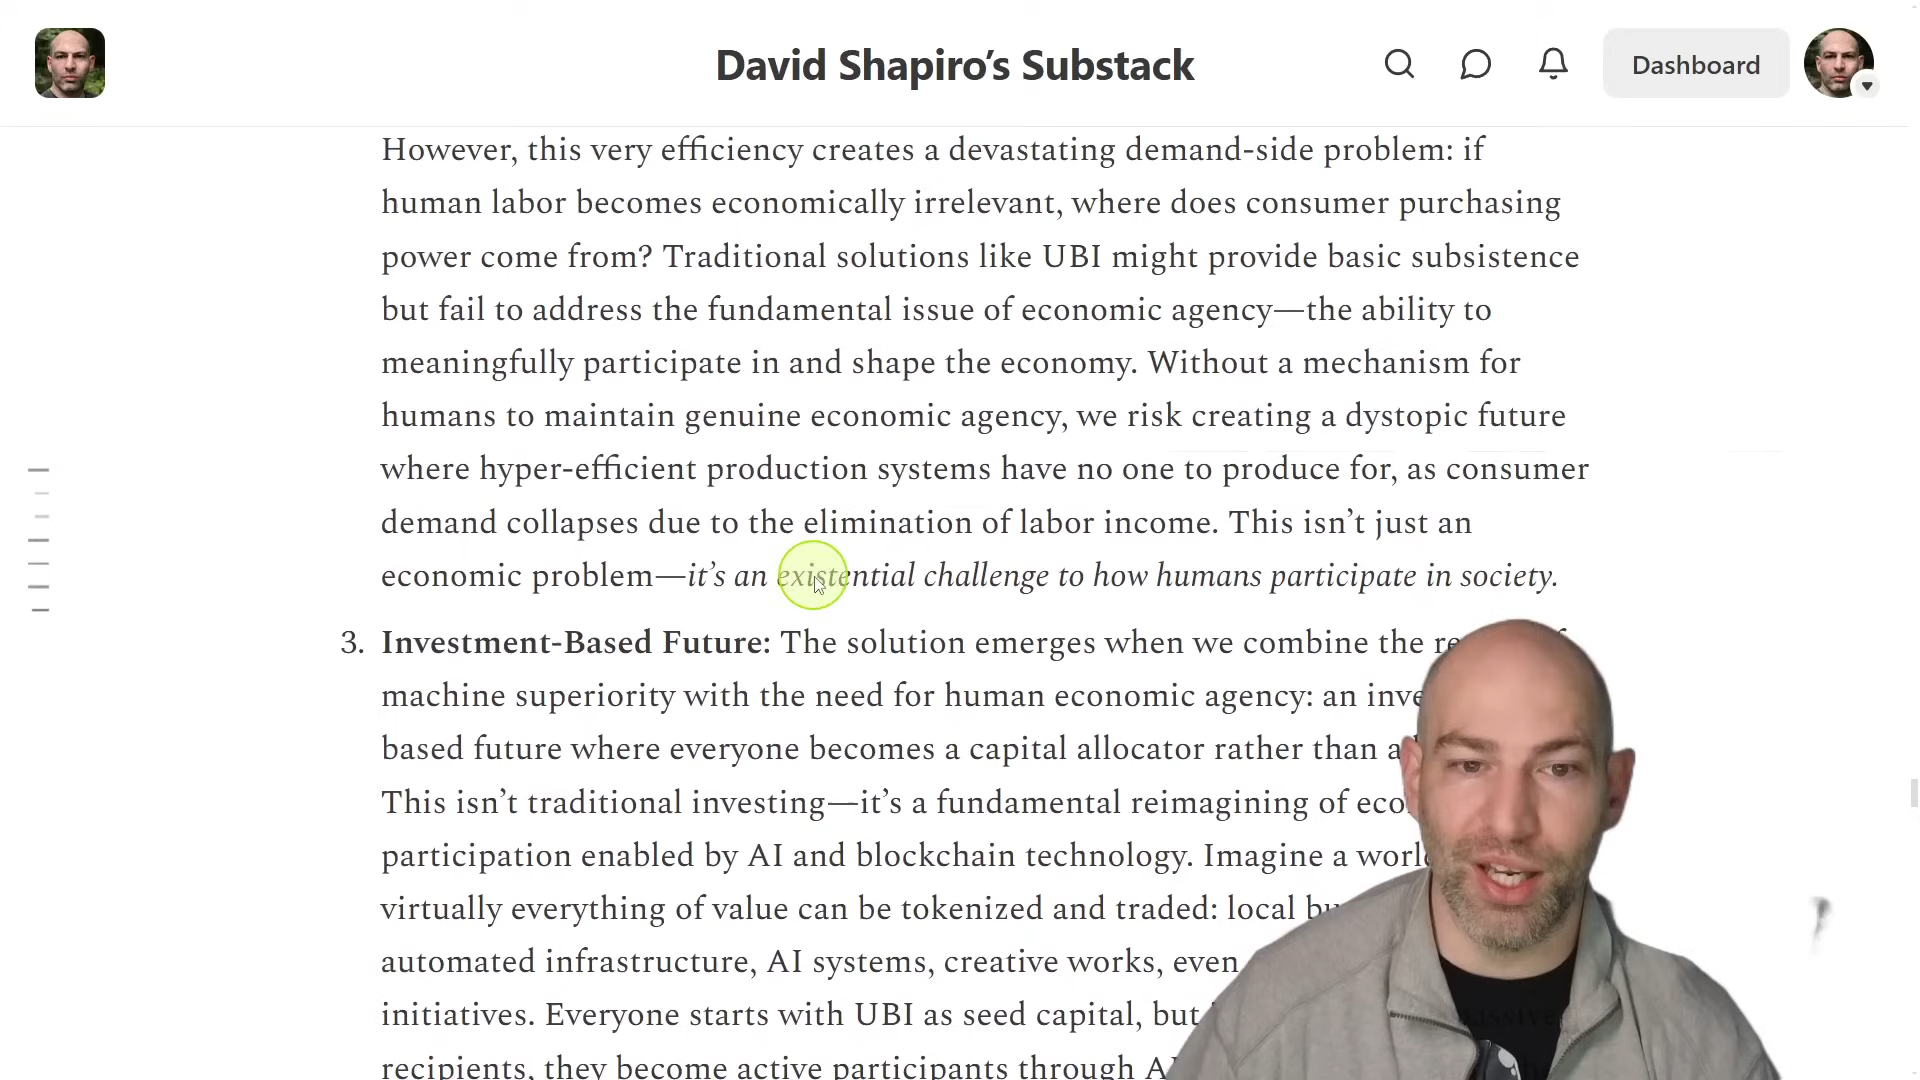 David Shapiro’s Substack
Dashboard
However, this very efficiency creates a devastating demand-side problem: if
human labor becomes economically irrelevant, where does consumer purchasing
power come from? Traditional solutions like UBI might provide basic subsistence
but fail to address the fundamental issue of economic agency—the ability to
meaningfully participate in and shape the economy. Without a mechanism for
humans to maintain genuine economic agency, we risk creating a dystopic future
where hyper-efficient production systems have no one to produce for, as consumer
demand collapses due to the elimination of labor income. This isn’t just an
economic problem—it’s an existential challenge to how humans participate in society.
3. Investment-Based Future: The solution emerges when we combine the
machine superiority with the need for human economic agency: an
based future where everyone becomes a capital allocator rather than
This isn’t traditional investing—it’s a fundamental reimagining of
participation enabled by AI and blockchain technology. Imagine a
virtually everything of value can be tokenized and traded: local
automated infrastructure, AI systems, creative works, even
initiatives. Everyone starts with UBI as seed capital, but
recipients, they become active participants through